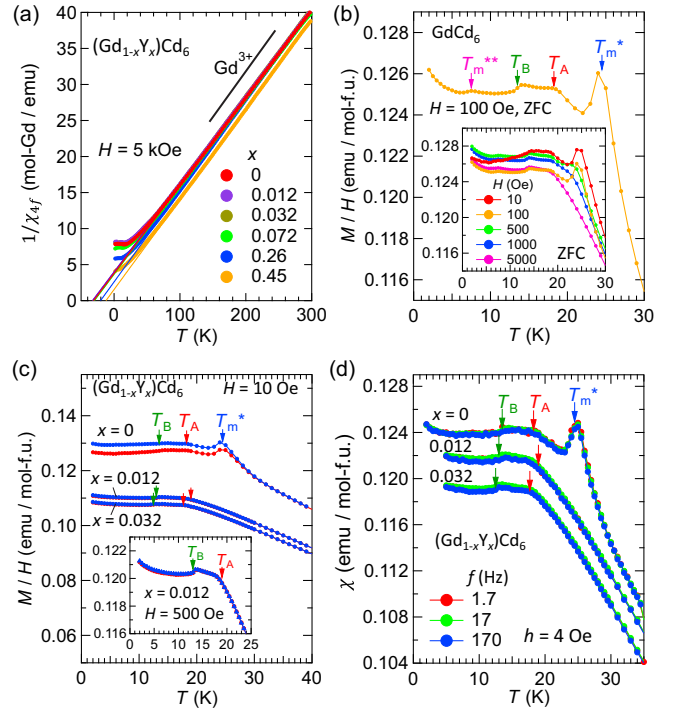 (a)
40
35
30
25
20
15
10
5
0
1/χ4f (mol-Gd / emu)
(Gd1-xYx)Cd6
Gd3+
H = 5 kOe
x
0
0.012
0.032
0.072
0.26
0.45
0 100 200 300
T (K)
(b)
0.128
0.126
0.124
0.122
0.120
0.118
0.116
M / H (emu / mol-f.u.)
GdCd6
Tm** TB TA Tm*
H = 100 Oe, ZFC
0.128
0.124
0.120
0.116
H (Oe)
10
100
500
1000
5000
ZFC
0 10 20 30
0 5 10 15 20 25 30
T (K)
(c)
0.14
0.12
0.10
0.08
0.06
M / H (emu / mol-f.u.)
(Gd1-xYx)Cd6 H = 10 Oe
x = 0
TB TA Tm*
x = 0.012
x = 0.032
0.122
0.120
0.118
0.116
TB TA
x = 0.012
H = 500 Oe
0 5 10 15 20 25
0 10 20 30 40
T (K)
(d)
0.128
0.124
0.120
0.116
0.112
0.108
0.104
χ (emu / mol-f.u.)
x = 0
0.012
0.032
TB TA Tm*
(Gd1-xYx)Cd6
f (Hz)
1.7
17
170
h = 4 Oe
0 5 10 15 20 25 30 35
T (K)